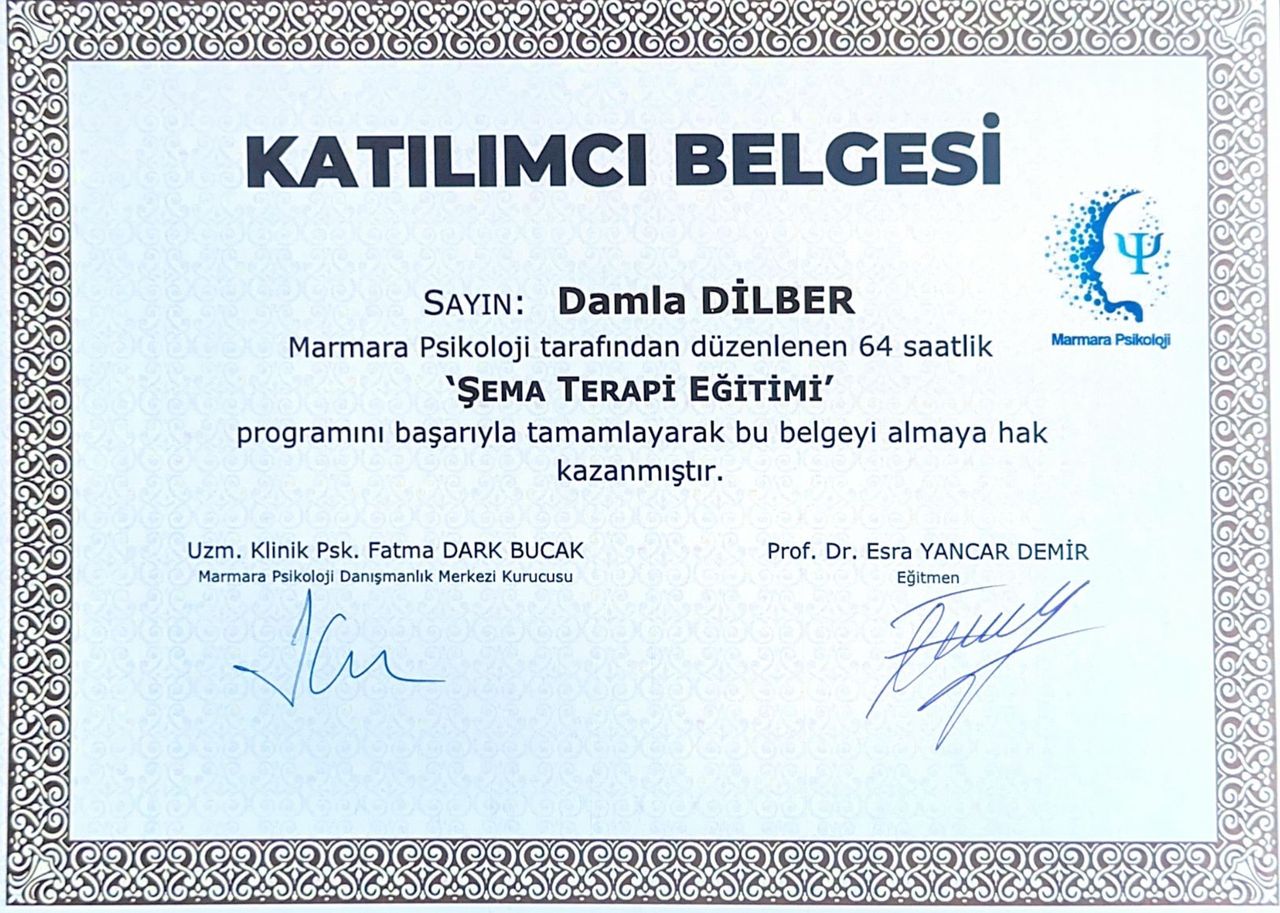 KATILIMCI BELGESİ
Marmara Psikoloji
SAYIN: Damla DİLBER
Marmara Psikoloji tarafından düzenlenen 64 saatlik
‘ŞEMA TERAPİ EĞİTİMİ’
programını başarıyla tamamlayarak bu belgeyi almaya hak
kazanmıştır.
Uzm. Klinik Psk. Fatma DARK BUCAK
Marmara Psikoloji Danışmanlık Merkezi Kurucusu
Prof. Dr. Esra YANCAR DEMİR
Eğitmen